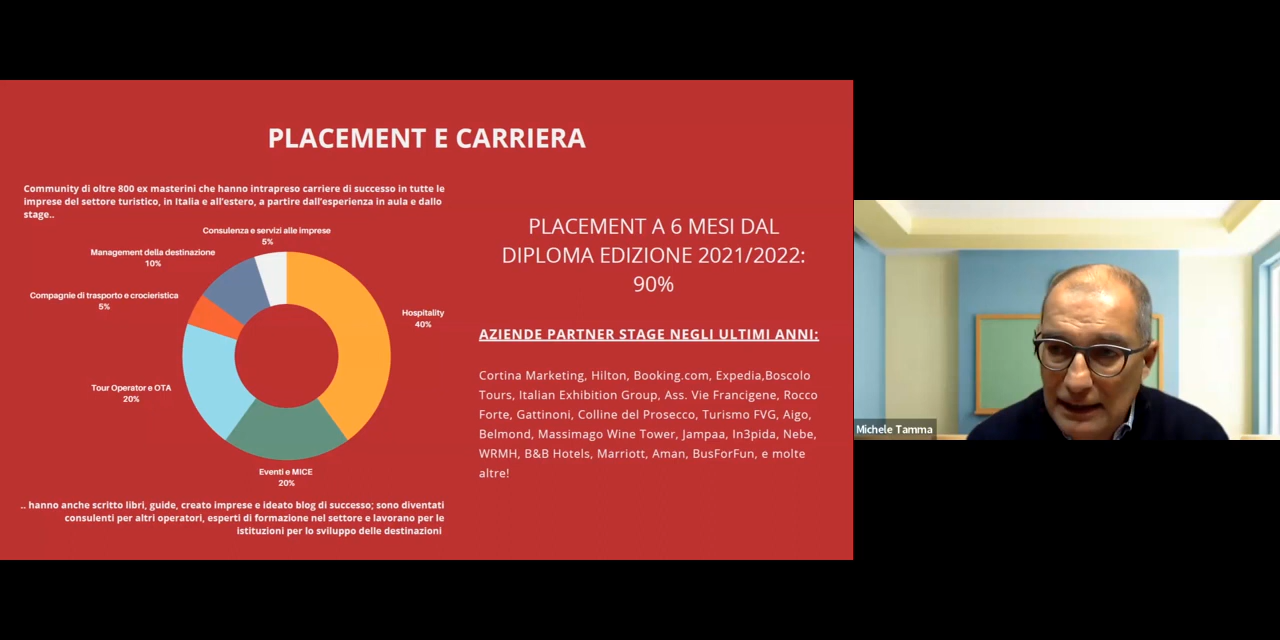 PLACEMENT E CARRIERA
Community di oltre 800 ex masterini che hanno intrapreso carriere di successo in tutte le
imprese del settore turistico, in Italia e all'estero, a partire dall'esperienza in aula e dallo
stage..
Consulenza e servizi alle imprese
5%
Management della destinazione
10%
Compagnie di trasporto e crocieristica
5%
Hospitality
40%
Tour Operator e OTA
20%
Eventi e MICE
20%
.. hanno anche scritto libri, guide, creato imprese e ideato blog di successo; sono diventati
consulenti per altri operatori, esperti di formazione nel settore e lavorano per le
istituzioni per lo sviluppo delle destinazioni
PLACEMENT A 6 MESI DAL
DIPLOMA EDIZIONE 2021/2022:
90%
AZIENDE PARTNER STAGE NEGLI ULTIMI ANNI:
Cortina Marketing, Hilton, Booking.com, Expedia,Boscolo
Tours, Italian Exhibition Group, Ass. Vie Francigene, Rocco
Forte, Gattinoni, Colline del Prosecco, Turismo FVG, Aigo,
Belmond, Massimago Wine Tower, Jampaa, In3pida, Nebe,
WRMH, B&B Hotels, Marriott, Aman, BusForFun, e molte
altre!
Michele Tamma